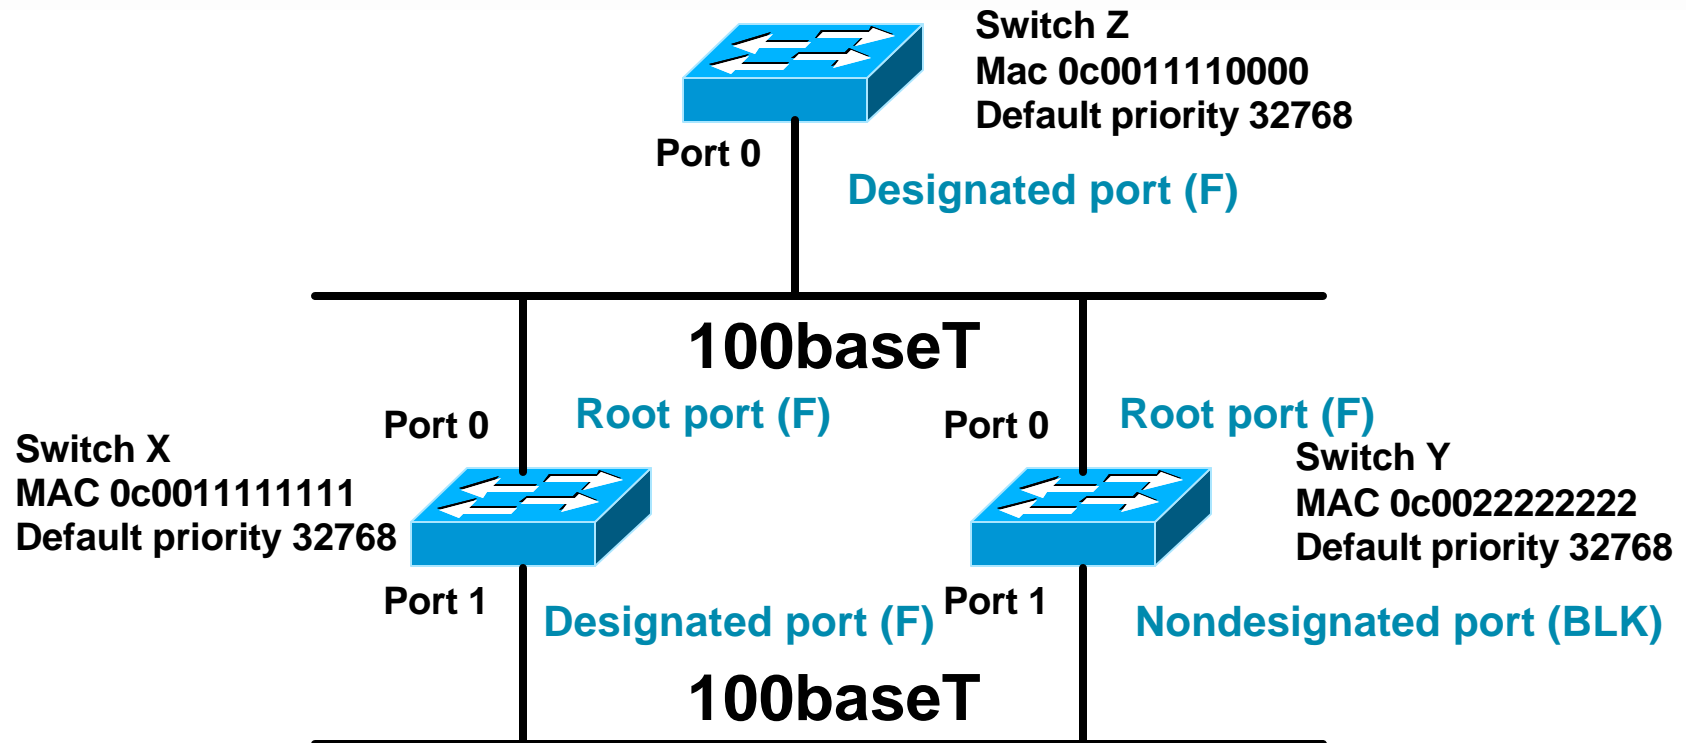 Switch Z
Mac 0c0011110000
Default priority 32768
Port 0
Designated port (F)
100baseT
Port 0
Root port (F)
Port 0
Root port (F)
Switch X
MAC 0c0011111111
Default priority 32768
Switch Y
MAC 0c0022222222
Default priority 32768
Port 1
Designated port (F)
Port 1
Nondesignated port (BLK)
100baseT